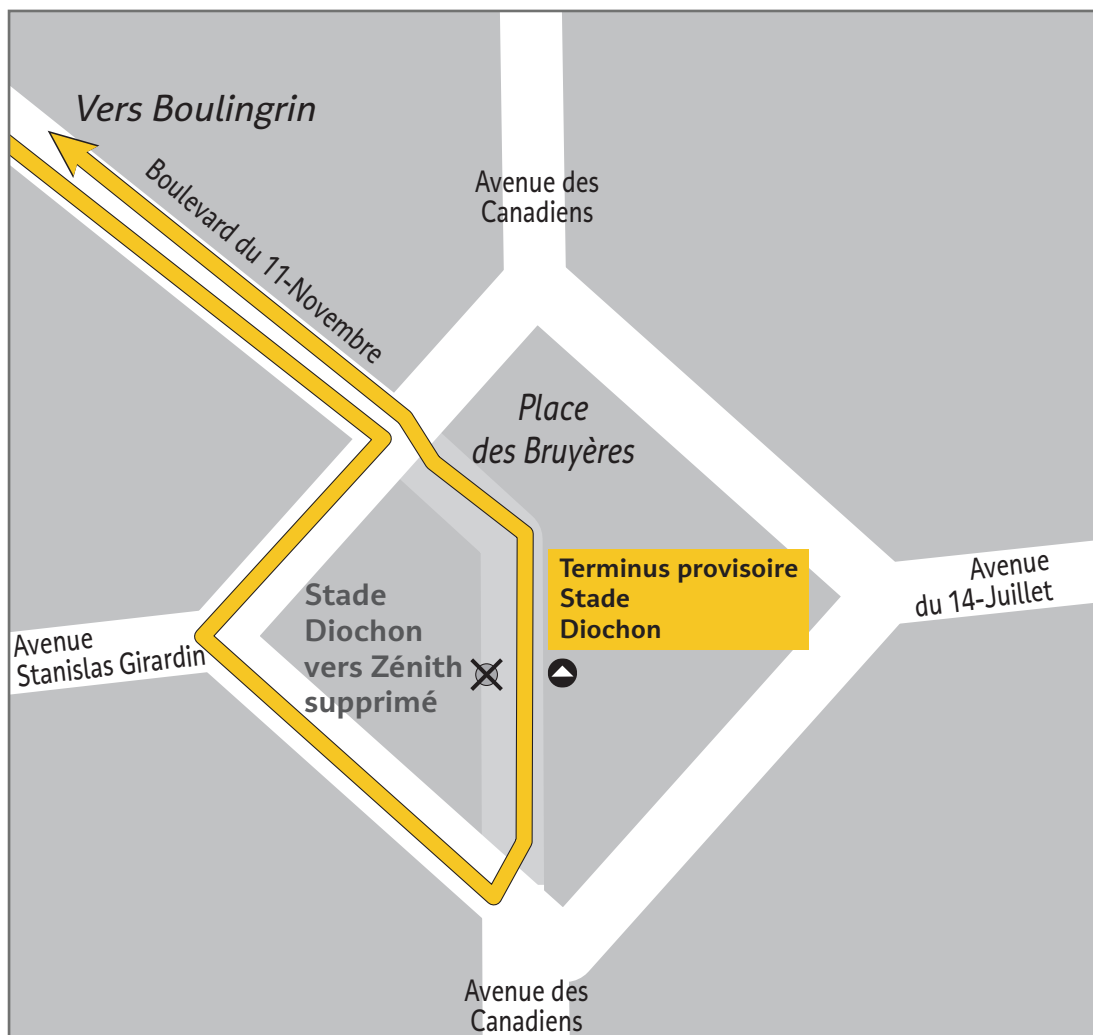 Vers Boulingrin
Boulevard du 11-Novembre
Avenue des
Canadiens
Place
des Bruyères
Terminus provisoire
Stade
Diochon
Avenue
du 14-Juillet
Stade
Diochon
vers Zénith
supprimé
Avenue
Stanislas Girardin
Avenue des
Canadiens